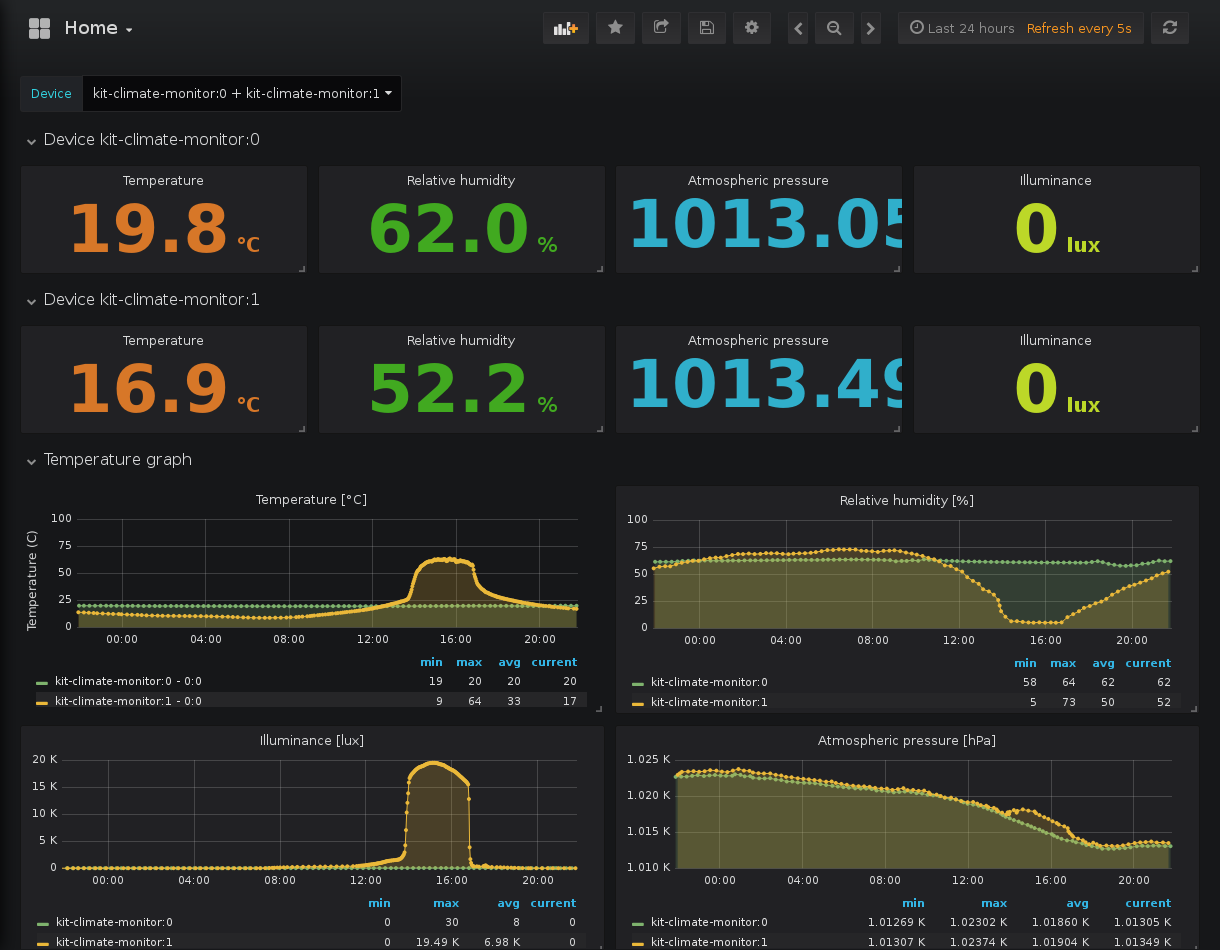 Home
Last 24 hours Refresh every 5s
Device kit-climate-monitor:0 + kit-climate-monitor:1
Device kit-climate-monitor:0
Temperature Relative humidity Atmospheric pressure Illuminance
19.8 °C 62.0 % 1013.05 0 lux
Device kit-climate-monitor:1
Temperature Relative humidity Atmospheric pressure Illuminance
16.9 °C 52.2 % 1013.49 0 lux
Temperature graph
Temperature [°C]
Temperature (C)
100
75
50
25
0
00:00 04:00 08:00 12:00 16:00 20:00
min max avg current
kit-climate-monitor:0 - 0:0 19 20 20 20
kit-climate-monitor:1 - 0:0 9 64 33 17
Relative humidity [%]
100
75
50
25
0
00:00 04:00 08:00 12:00 16:00 20:00
min max avg current
kit-climate-monitor:0 58 64 62 62
kit-climate-monitor:1 5 73 50 52
Illuminance [lux]
20 K
15 K
10 K
5 K
0
00:00 04:00 08:00 12:00 16:00 20:00
min max avg current
kit-climate-monitor:0 0 30 8 0
kit-climate-monitor:1 0 19.49 K 6.98 K 0
Atmospheric pressure [hPa]
1.025 K
1.020 K
1.015 K
1.010 K
00:00 04:00 08:00 12:00 16:00 20:00
min max avg current
kit-climate-monitor:0 1.01269 K 1.02302 K 1.01860 K 1.01305 K
kit-climate-monitor:1 1.01307 K 1.02374 K 1.01904 K 1.01349 K